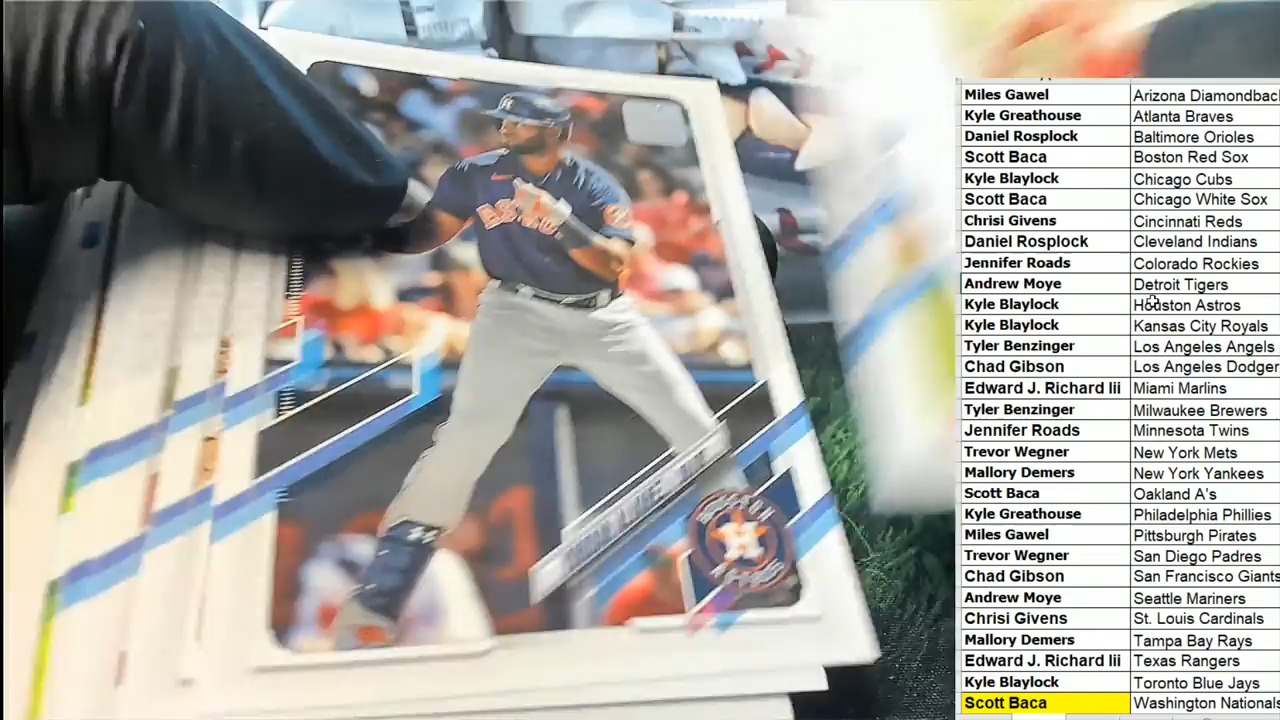 Miles Gawel Arizona Diamondbac
Kyle Greathouse Atlanta Braves
Daniel Rosplock Baltimore Orioles
Scott Baca Boston Red Sox
Kyle Blaylock Chicago Cubs
Scott Baca Chicago White Sox
Chrisi Givens Cincinnati Reds
Daniel Rosplock Cleveland Indians
Jennifer Roads Colorado Rockies
Andrew Moye Detroit Tigers
Kyle Blaylock Houston Astros
Kyle Blaylock Kansas City Royals
Tyler Benzinger Los Angeles Angels
Chad Gibson Los Angeles Dodger
Edward J. Richard Iii Miami Marlins
Tyler Benzinger Milwaukee Brewers
Jennifer Roads Minnesota Twins
Trevor Wegner New York Mets
Mallory Demers New York Yankees
Scott Baca Oakland A's
Kyle Greathouse Philadelphia Phillies
Miles Gawel Pittsburgh Pirates
Trevor Wegner San Diego Padres
Chad Gibson San Francisco Giants
Andrew Moye Seattle Mariners
Chrisi Givens St. Louis Cardinals
Mallory Demers Tampa Bay Rays
Edward J. Richard Iii Texas Rangers
Kyle Blaylock Toronto Blue Jays
Scott Baca Washington Nationals